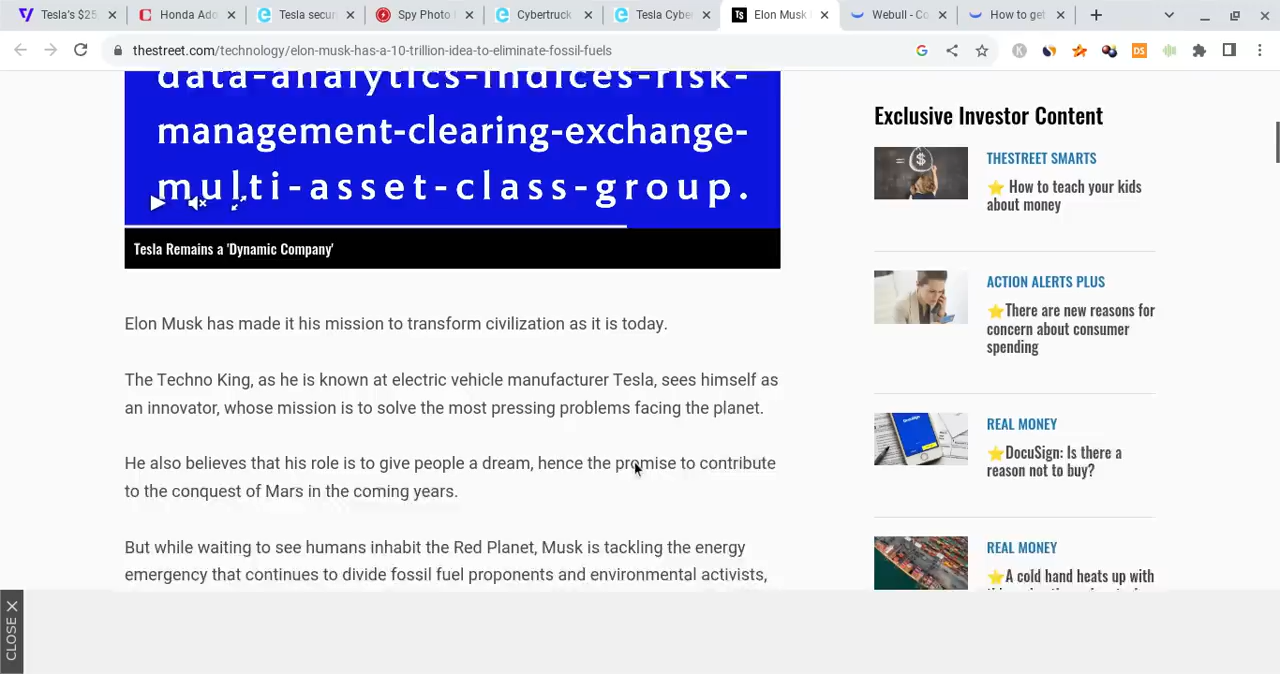 Tesla's $25
Honda Ado
Tesla secur
Spy Photo
Cybertruck
Tesla Cyber
Elon Musk
Webull - Co
How to get
thestreet.com/technology/elon-musk-has-a-10-trillion-idea-to-eliminate-fossil-fuels
data-analytics-indices-risk-
management-clearing-exchange-
multi-asset-class-group.
Tesla Remains a 'Dynamic Company'
Elon Musk has made it his mission to transform civilization as it is today.
The Techno King, as he is known at electric vehicle manufacturer Tesla, sees himself as
an innovator, whose mission is to solve the most pressing problems facing the planet.
He also believes that his role is to give people a dream, hence the promise to contribute
to the conquest of Mars in the coming years.
But while waiting to see humans inhabit the Red Planet, Musk is tackling the energy
emergency that continues to divide fossil fuel proponents and environmental activists,
Exclusive Investor Content
THESTREET SMARTS
⭐ How to teach your kids
about money
ACTION ALERTS PLUS
⭐There are new reasons for
concern about consumer
spending
REAL MONEY
⭐DocuSign: Is there a
reason not to buy?
REAL MONEY
⭐A cold hand heats up with
CLOSE X